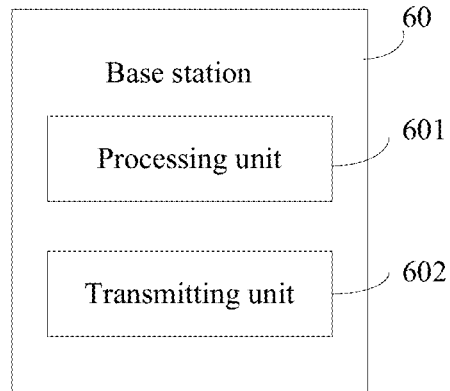 60
Base station
601
Processing unit
602
Transmitting unit